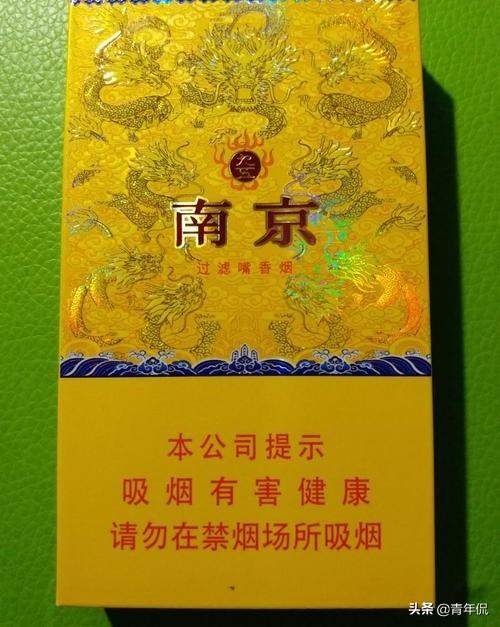 南京
过滤嘴香烟
本公司提示
吸烟有害健康
请勿在禁烟场所吸烟
头条 @青年侃